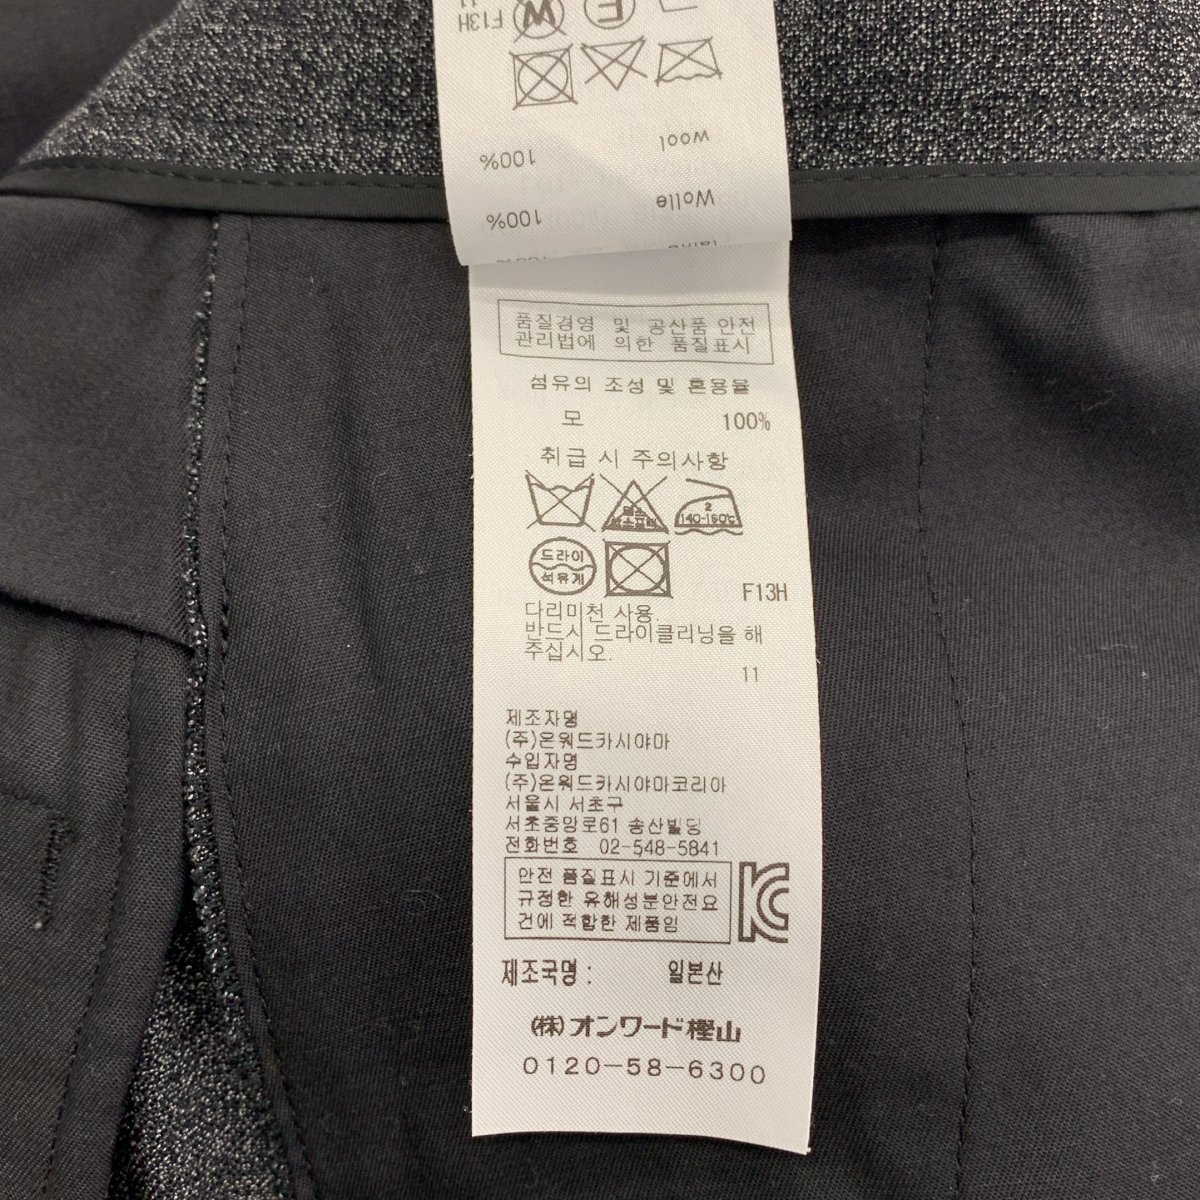 F13H
11
W
F
100% wool
100% Wolle
품질경영 및 공산품 안전
관리법에 의한 품질표시
섬유의 조성 및 혼용율
모 100%
취급 시 주의사항
2
140-160℃
드라이
석유계
F13H
다리미천 사용.
반드시 드라이클리닝을 해
주십시오.
11
제조자명
(주)온워드카시야마
수입자명
(주)온워드카시야마코리아
서울시 서초구
서초중앙로61 송산빌딩
전화번호 02-548-5841
안전 품질표시 기준에서
규정한 유해성분안전요
건에 적합한 제품임
KC
제조국명 : 일본산
(株)オンワード樫山
0120-58-6300